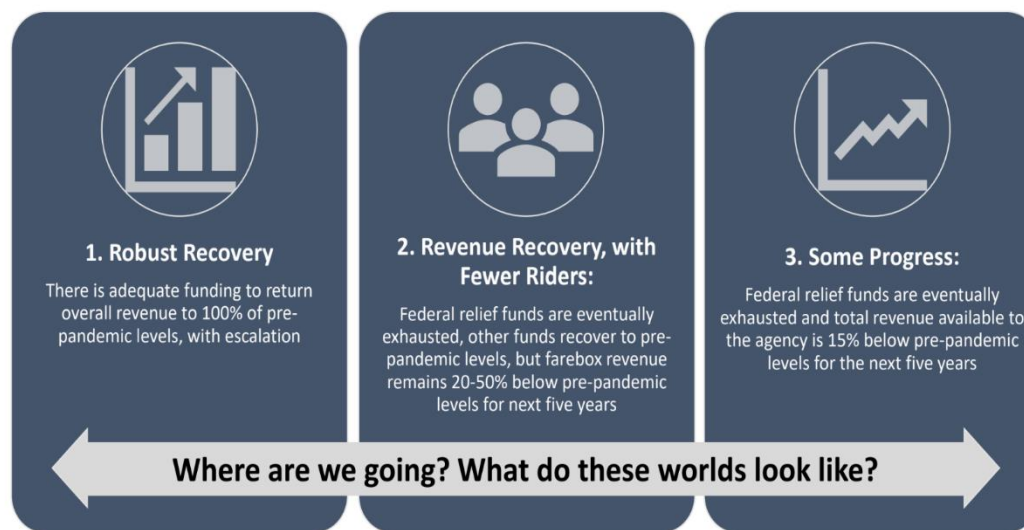 1. Robust Recovery
There is adequate funding to return
overall revenue to 100% of pre-
pandemic levels, with escalation
2. Revenue Recovery, with
Fewer Riders:
Federal relief funds are eventually
exhausted, other funds recover to pre-
pandemic levels, but farebox revenue
remains 20-50% below pre-pandemic
levels for next five years
3. Some Progress:
Federal relief funds are eventually
exhausted and total revenue available to
the agency is 15% below pre-pandemic
levels for the next five years
Where are we going? What do these worlds look like?